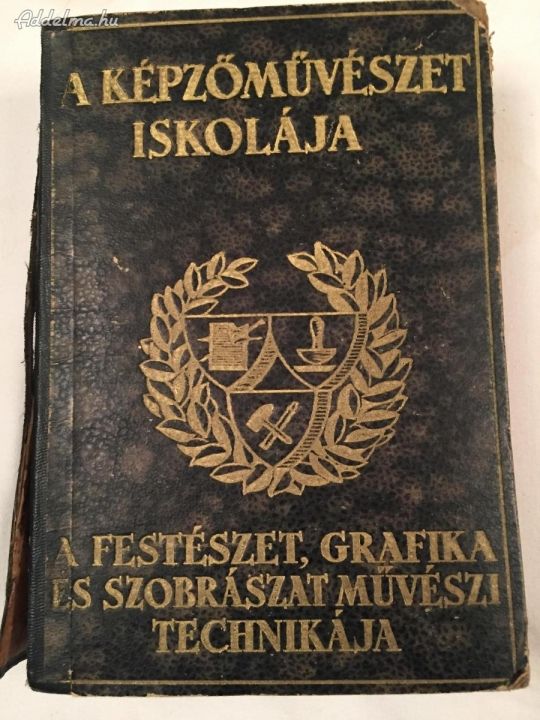 Addelma.hu
A KÉPZŐMŰVÉSZET
ISKOLÁJA
A FESTÉSZET, GRAFIKA
ÉS SZOBRÁSZAT MŰVÉSZI
TECHNIKÁJA